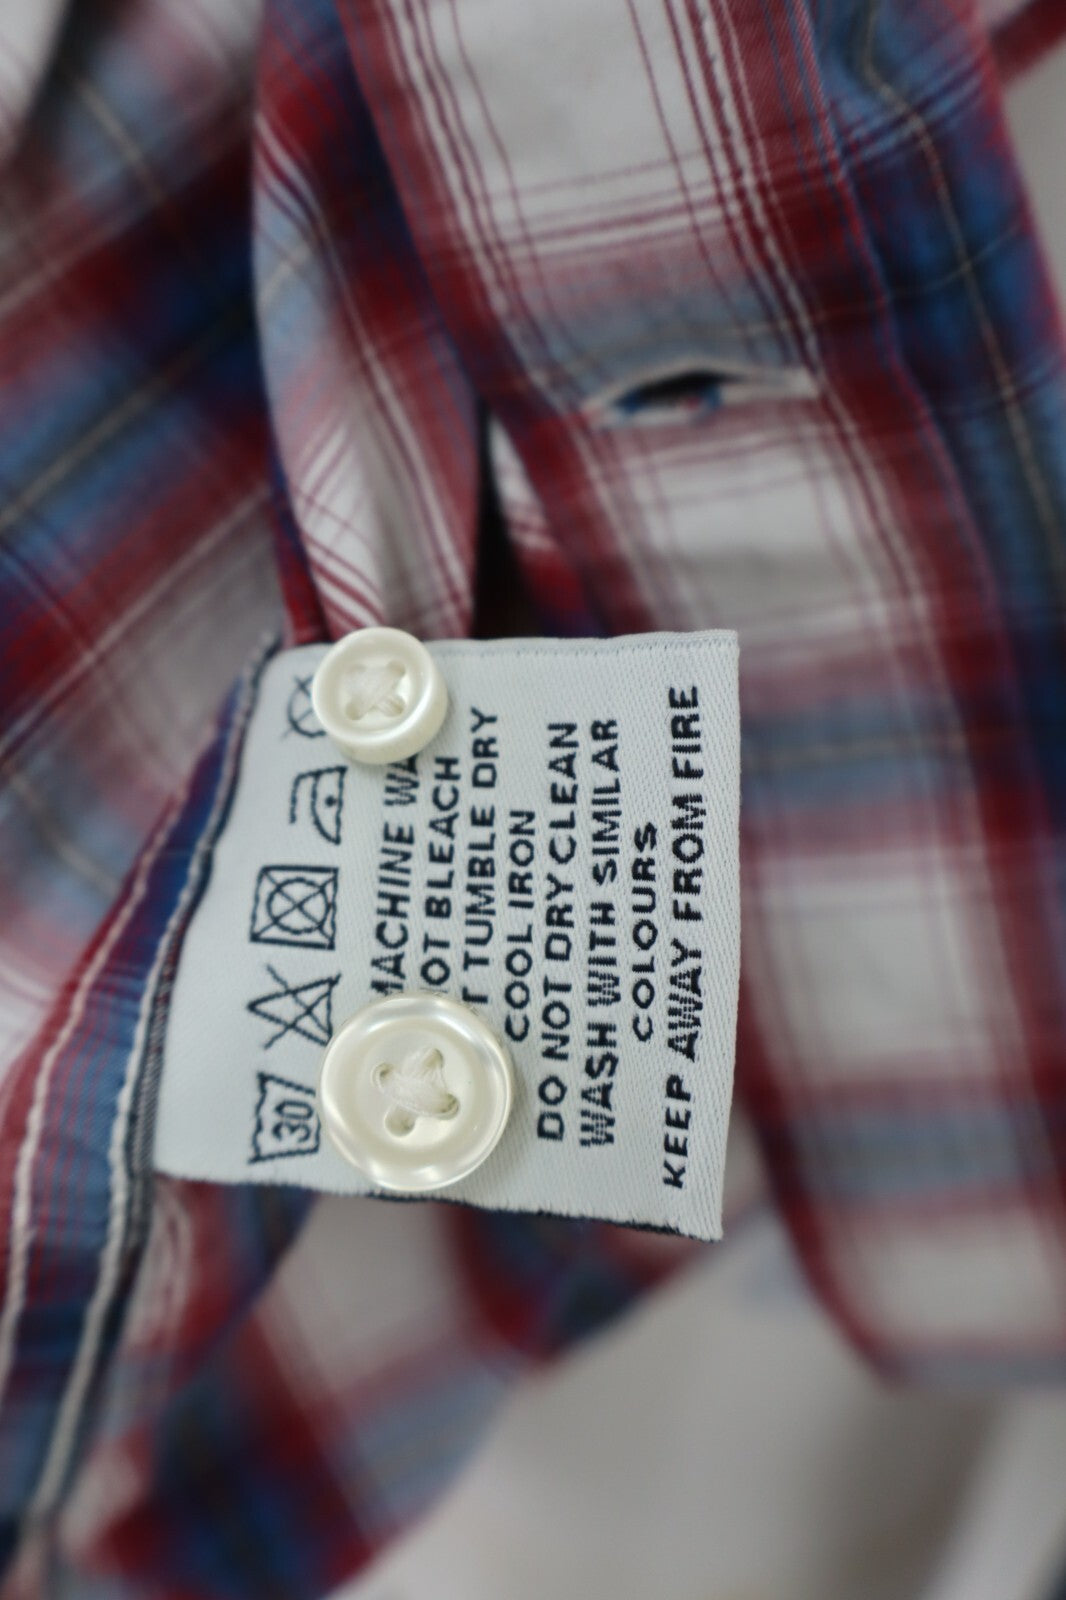 30
MACHINE WA
NOT BLEACH
T TUMBLE DRY
COOL IRON
DO NOT DRY CLEAN
WASH WITH SIMILAR
COLOURS
KEEP AWAY FROM FIRE